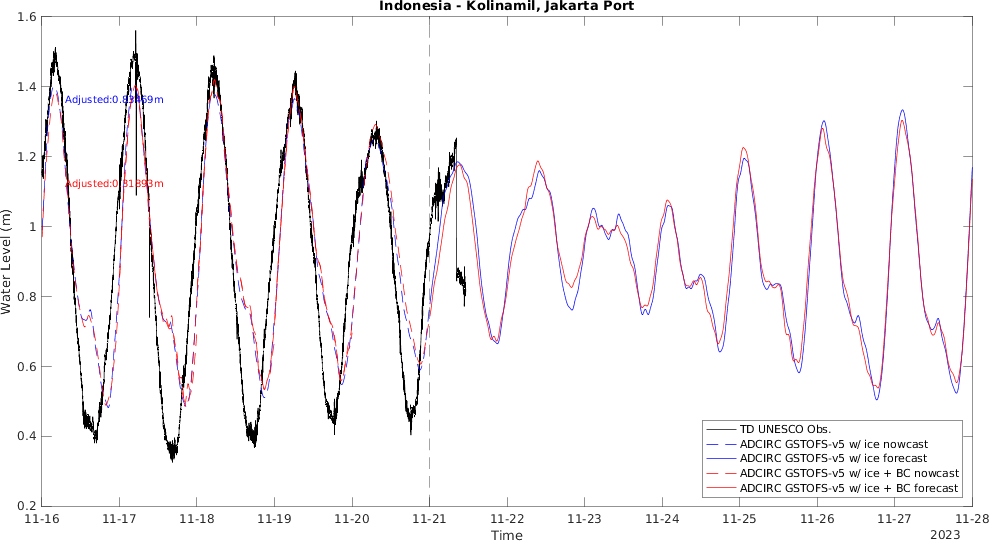 Indonesia - Kolinamil, Jakarta Port
1.6
1.4
1.2
1
0.8
0.6
0.4
0.2
Water Level (m)
Adjusted:
Adjusted:
TD UNESCO Obs.
ADCIRC GSTOFS-v5 w/ ice nowcast
ADCIRC GSTOFS-v5 w/ ice forecast
ADCIRC GSTOFS-v5 w/ ice + BC nowcast
ADCIRC GSTOFS-v5 w/ ice + BC forecast
11-16 11-17 11-18 11-19 11-20 11-21 11-22 11-23 11-24 11-25 11-26 11-27 11-28
Time
2023